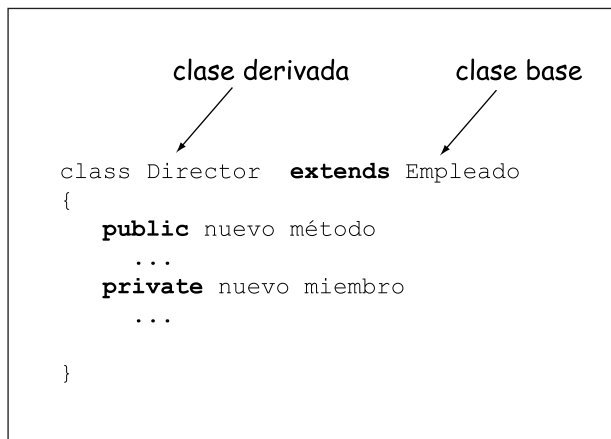 clase derivada clase base
class Director extends Empleado
{
public nuevo método
...
private nuevo miembro
...
}